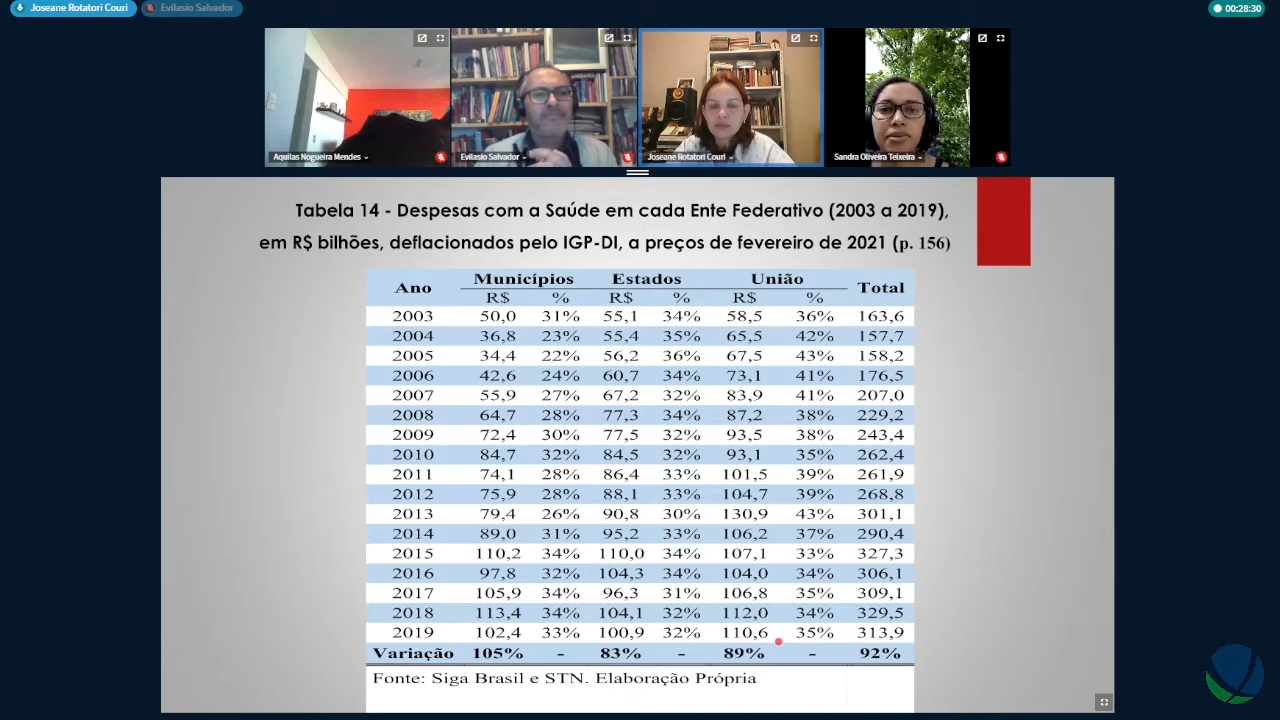 Joseane Rotatori Couri
Evilasio Salvador
00:28:30
Aquilas Nogueira Mendes
Evilasio Salvador
Joseane Rotatori Couri
Sandra Oliveira Teixeira
Tabela 14 - Despesas com a Saúde em cada Ente Federativo (2003 a 2019),
em R$ bilhões, deflacionados pelo IGP-DI, a preços de fevereiro de 2021 (p. 156)
Ano Municípios Estados União Total
R$ % R$ % R$ %
2003 50,0 31% 55,1 34% 58,5 36% 163,6
2004 36,8 23% 55,4 35% 65,5 42% 157,7
2005 34,4 22% 56,2 36% 67,5 43% 158,2
2006 42,6 24% 60,7 34% 73,1 41% 176,5
2007 55,9 27% 67,2 32% 83,9 41% 207,0
2008 64,7 28% 77,3 34% 87,2 38% 229,2
2009 72,4 30% 77,5 32% 93,5 38% 243,4
2010 84,7 32% 84,5 32% 93,1 35% 262,4
2011 74,1 28% 86,4 33% 101,5 39% 261,9
2012 75,9 28% 88,1 33% 104,7 39% 268,8
2013 79,4 26% 90,8 30% 130,9 43% 301,1
2014 89,0 31% 95,2 33% 106,2 37% 290,4
2015 110,2 34% 110,0 34% 107,1 33% 327,3
2016 97,8 32% 104,3 34% 104,0 34% 306,1
2017 105,9 34% 96,3 31% 106,8 35% 309,1
2018 113,4 34% 104,1 32% 112,0 34% 329,5
2019 102,4 33% 100,9 32% 110,6 35% 313,9
Variação 105% - 83% - 89% - 92%
Fonte: Siga Brasil e STN. Elaboração Própria